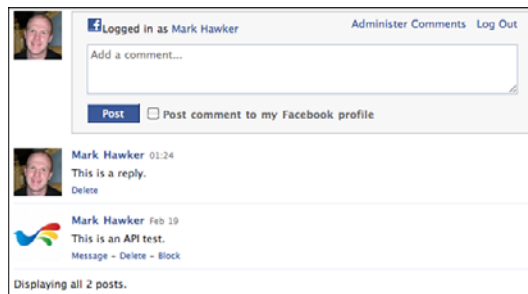 Logged in as Mark Hawker Administer Comments Log Out
Add a comment...
Post Post comment to my Facebook profile
Mark Hawker 01:24
This is a reply.
Delete
Mark Hawker Feb 19
This is an API test.
Message - Delete - Block
Displaying all 2 posts.